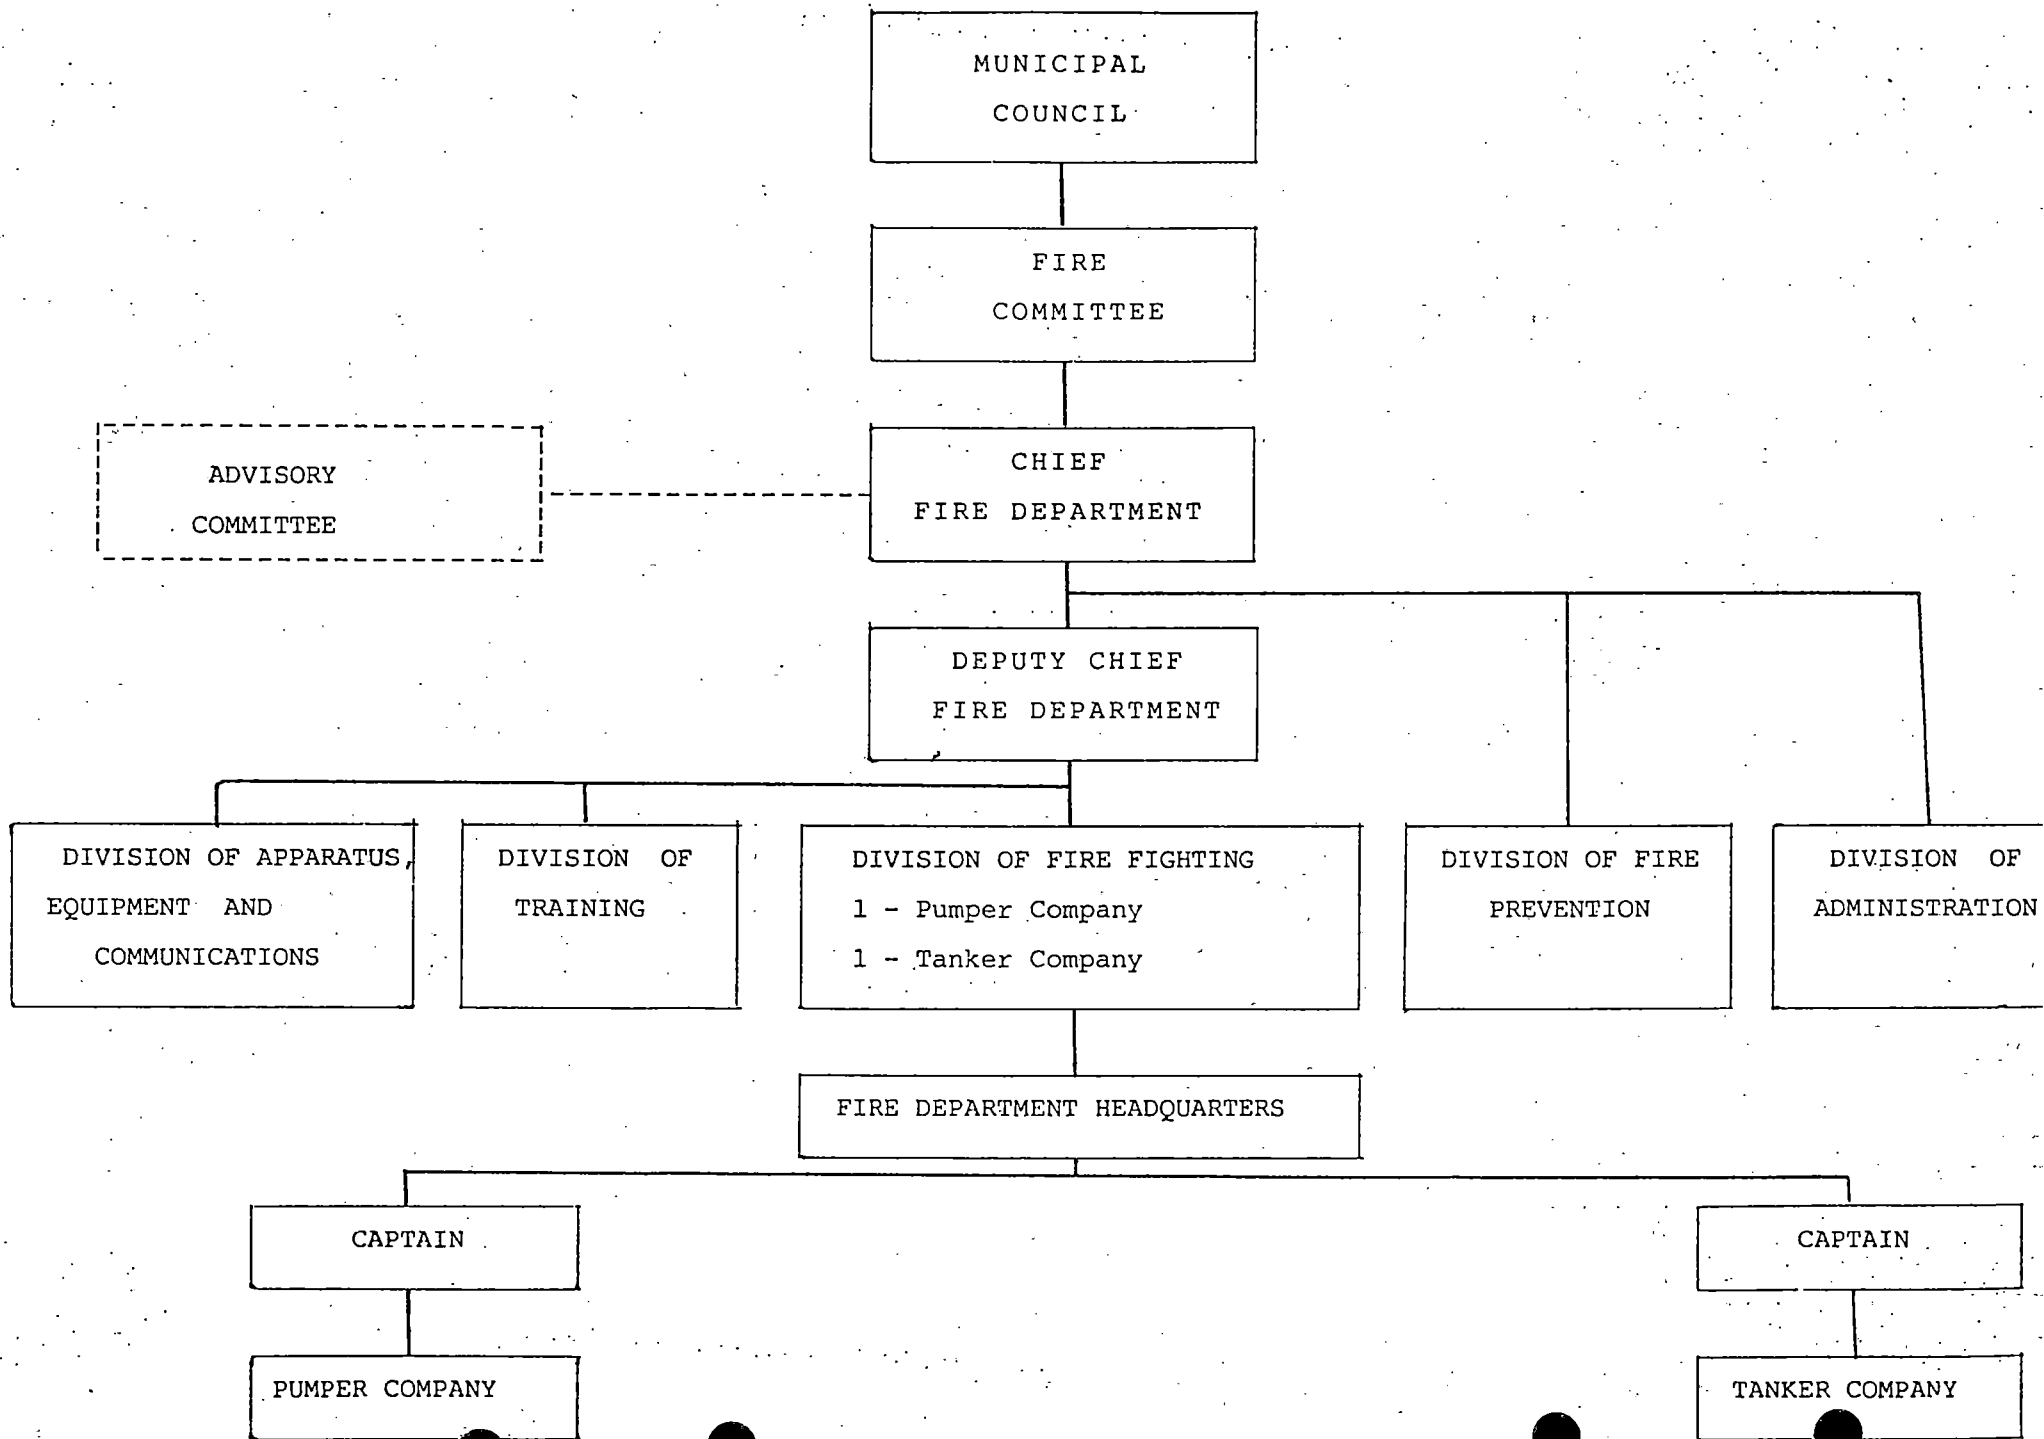 MUNICIPAL
COUNCIL
FIRE
COMMITTEE
ADVISORY
COMMITTEE
CHIEF
FIRE DEPARTMENT
DEPUTY CHIEF
FIRE DEPARTMENT
DIVISION OF APPARATUS,
EQUIPMENT AND
COMMUNICATIONS
DIVISION OF
TRAINING
DIVISION OF FIRE FIGHTING
1 - Pumper Company
1 - Tanker Company
DIVISION OF FIRE
PREVENTION
DIVISION OF
ADMINISTRATION
FIRE DEPARTMENT HEADQUARTERS
CAPTAIN
CAPTAIN
PUMPER COMPANY
TANKER COMPANY